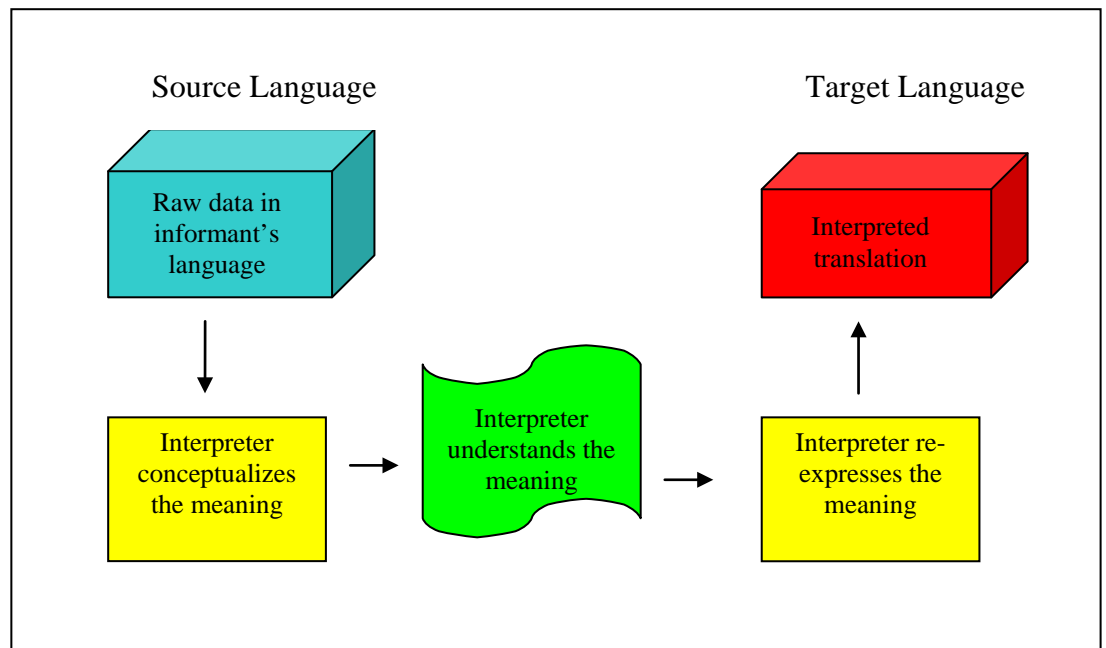 Source Language
Target Language
Raw data in
informant's
language
Interpreted
translation
Interpreter
conceptualizes
the meaning
Interpreter
understands the
meaning
Interpreter re-
expresses the
meaning